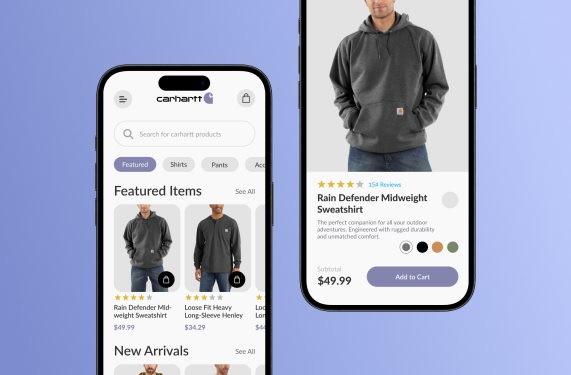 carhartt
Search for carhartt products
Featured
Shirts
Pants
Acc
Featured Items
See All
Rain Defender Mid-
weight Sweatshirt
$49.99
Loose Fit Heavy
Long-Sleeve Henley
$34.29
Loo
Lon
$44
New Arrivals
See All
154 Reviews
Rain Defender Midweight
Sweatshirt
The perfect companion for all your outdoor
adventures. Engineered with rugged durability
and unmatched comfort.
Subtotal
$49.99
Add to Cart